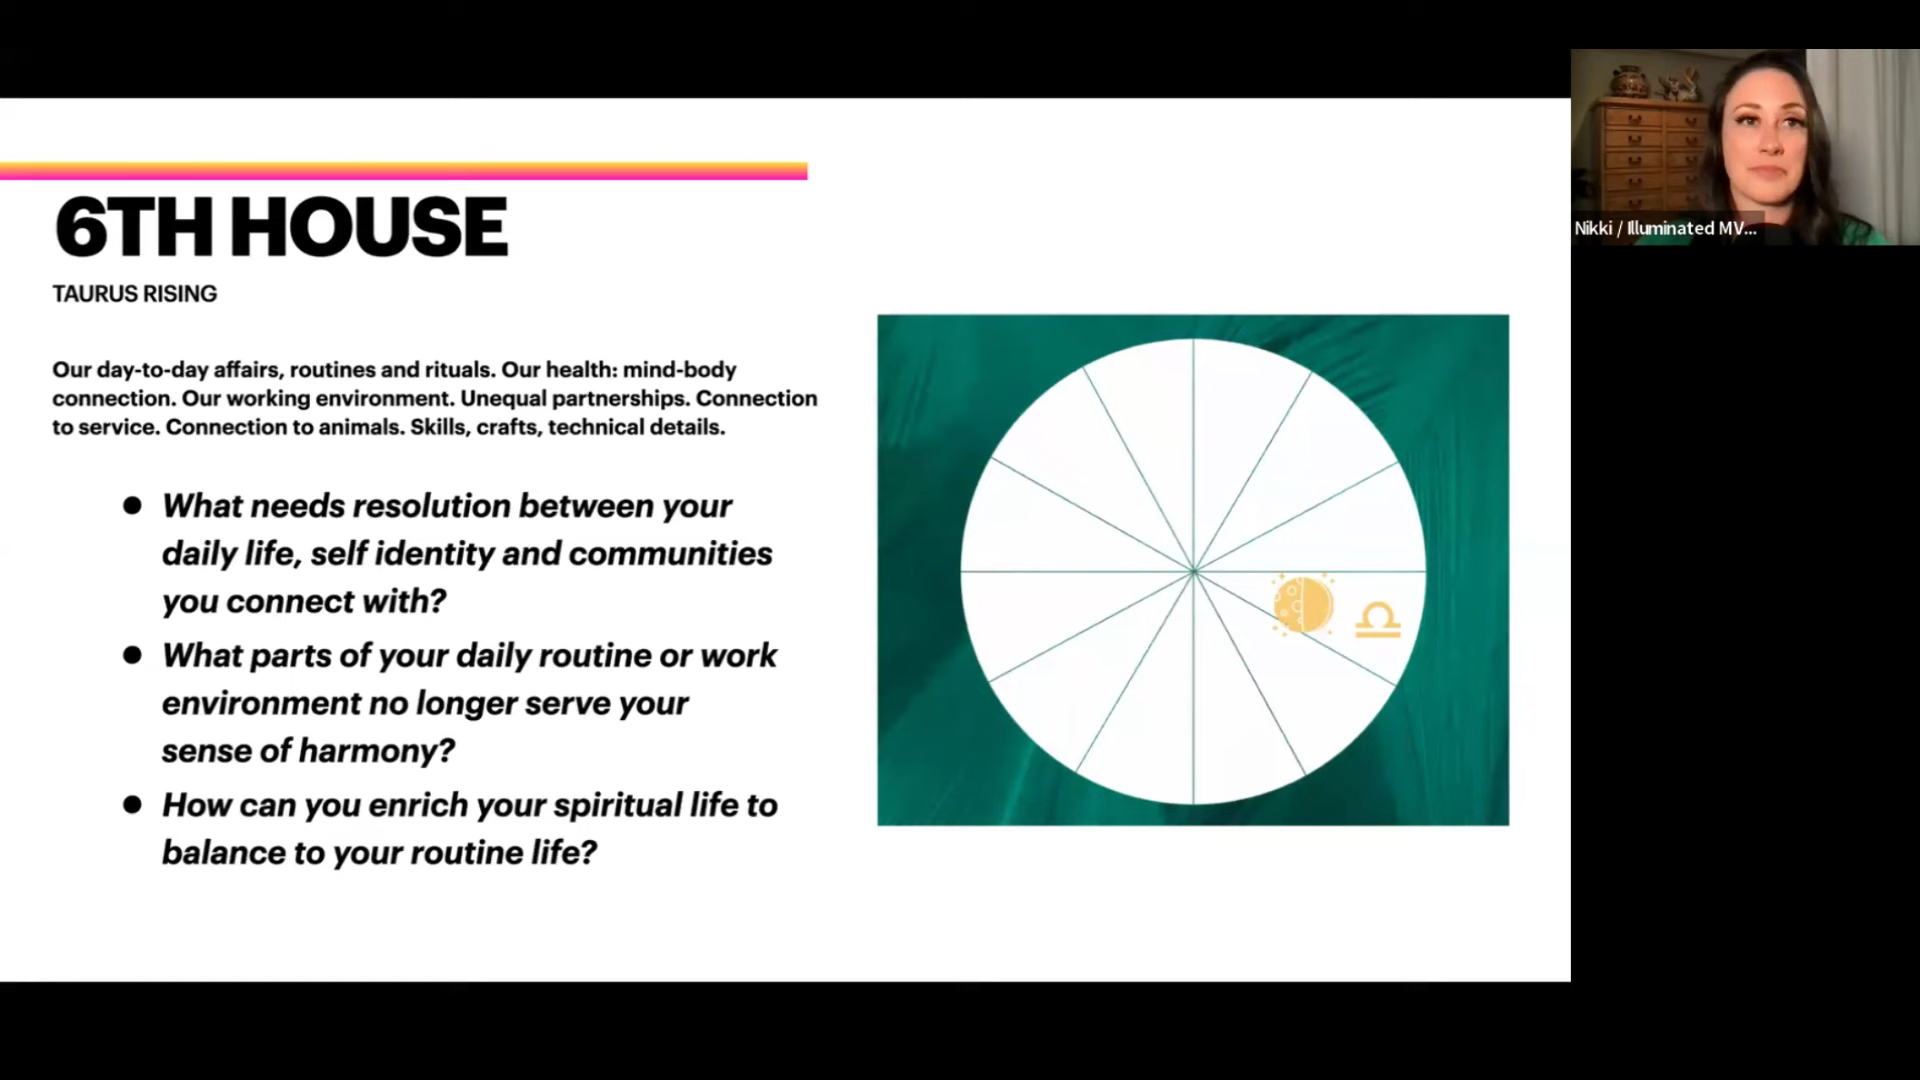 6TH HOUSE
TAURUS RISING
Our day-to-day affairs, routines and rituals. Our health: mind-body
connection. Our working environment. Unequal partnerships. Connection
to service. Connection to animals. Skills, crafts, technical details.
● What needs resolution between your
daily life, self identity and communities
you connect with?
● What parts of your daily routine or work
environment no longer serve your
sense of harmony?
● How can you enrich your spiritual life to
balance to your routine life?
Nikki / Illuminated MV...